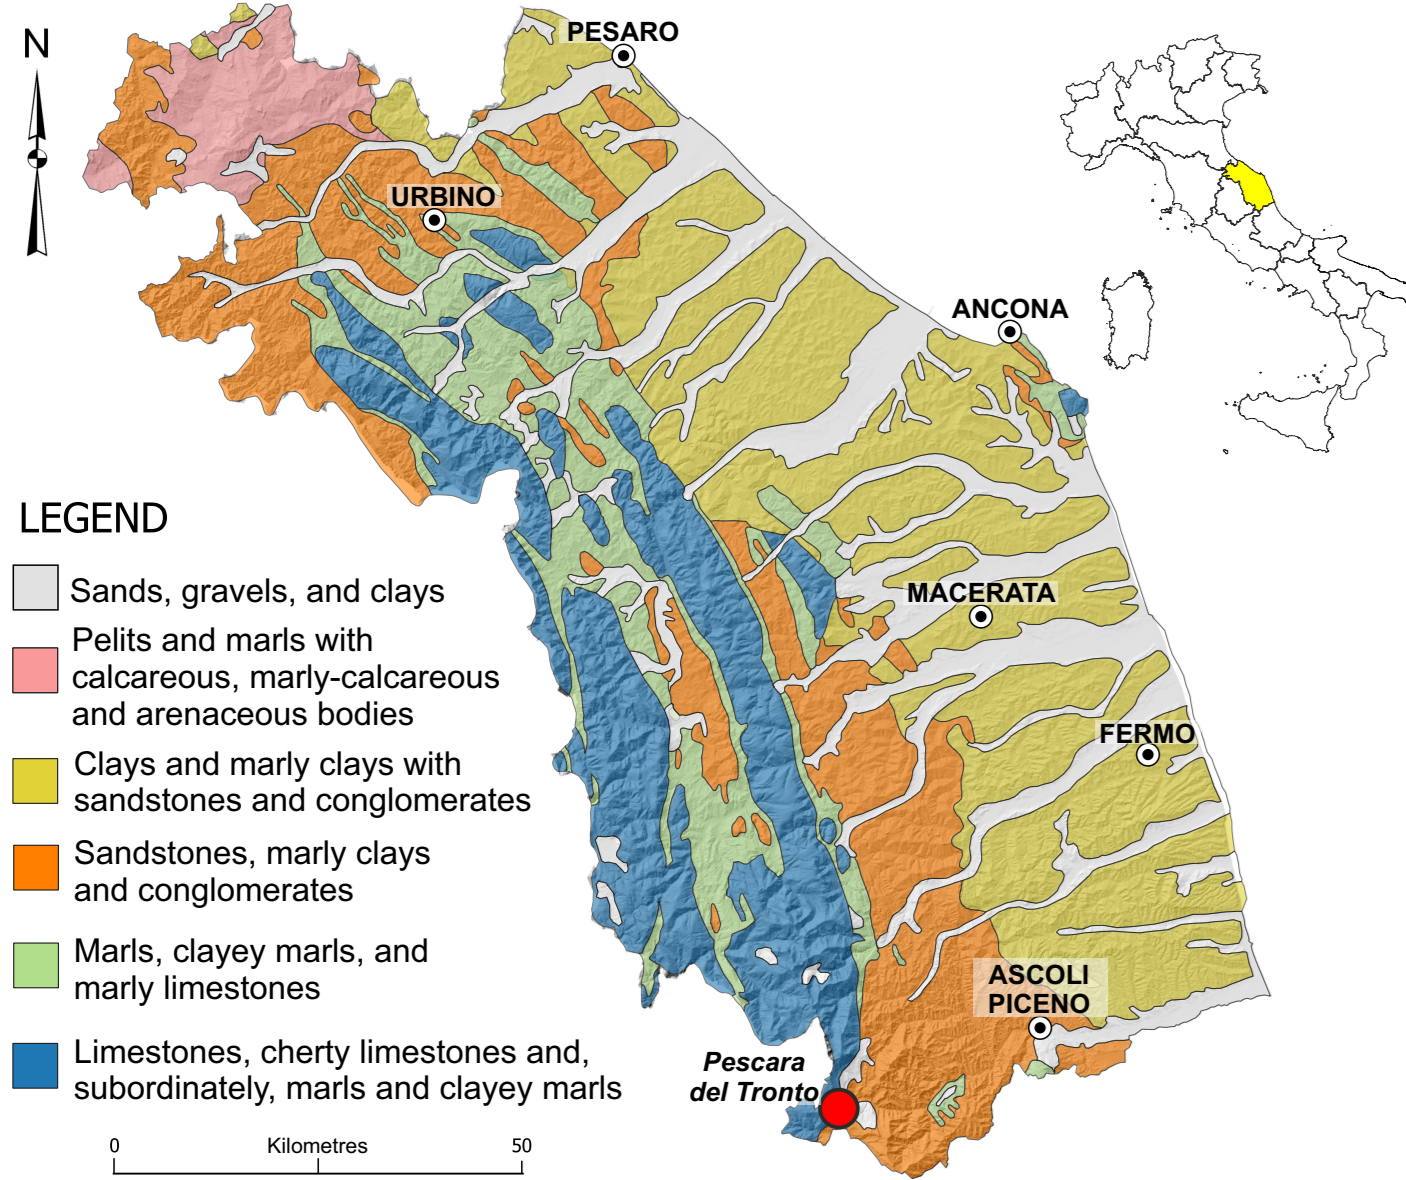 N
PESARO
URBINO
ANCONA
MACERATA
FERMO
ASCOLI
PICENO
Pescara
del Tronto
LEGEND
Sands, gravels, and clays
Pelits and marls with
calcareous, marly-calcareous
and arenaceous bodies
Clays and marly clays with
sandstones and conglomerates
Sandstones, marly clays
and conglomerates
Marls, clayey marls, and
marly limestones
Limestones, cherty limestones and,
subordinately, marls and clayey marls
0 Kilometres 50